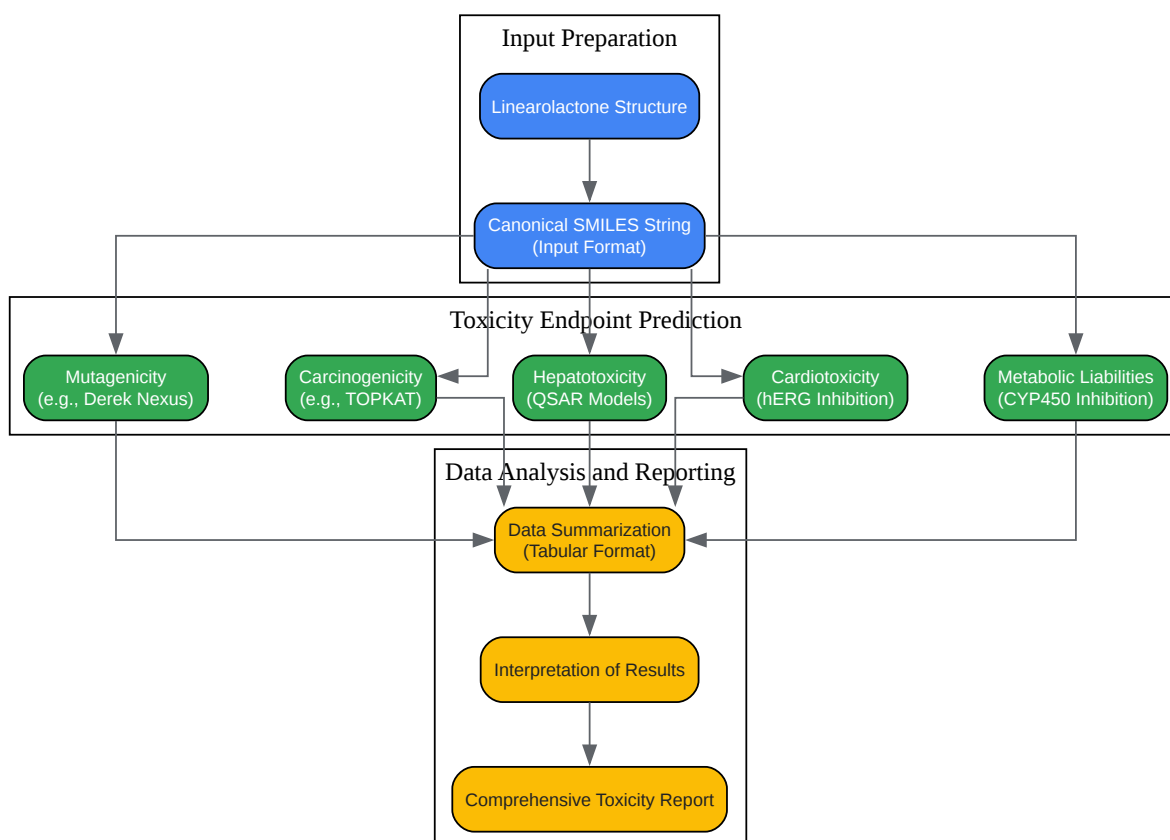 Input Preparation
Linearolactone Structure
Canonical SMILES String
(Input Format)
Toxicity Endpoint Prediction
Mutagenicity
(e.g., Derek Nexus)
Carcinogenicity
(e.g., TOPKAT)
Hepatotoxicity
(QSAR Models)
Cardiotoxicity
(hERG Inhibition)
Metabolic Liabilities
(CYP450 Inhibition)
Data Analysis and Reporting
Data Summarization
(Tabular Format)
Interpretation of Results
Comprehensive Toxicity Report